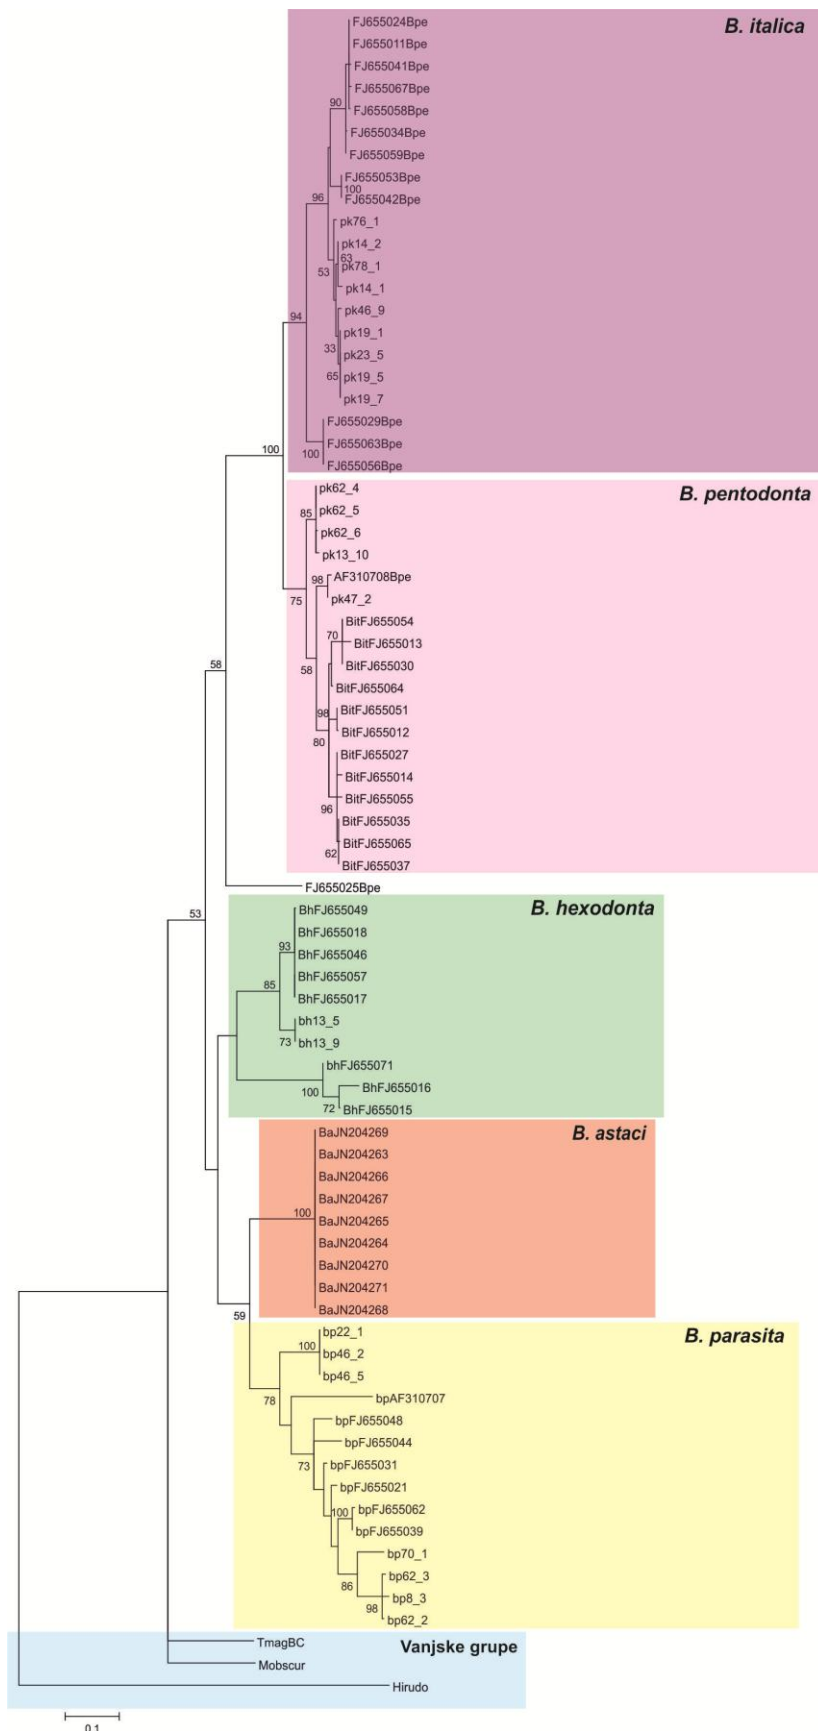 B. italica
FJ655024Bpe
FJ655011Bpe
FJ655041Bpe
FJ655067Bpe
90
FJ655058Bpe
FJ655034Bpe
FJ655059Bpe
FJ655053Bpe
100
96
FJ655042Bpe
pk76_1
pk14_2
63
53
pk78_1
pk14_1
pk46_9
94
pk19_1
33
pk23_5
65
pk19_5
pk19_7
FJ655029Bpe
100
FJ655063Bpe
100
FJ655056Bpe
B. pentodonta
pk62_4
85
pk62_5
pk62_6
pk13_10
98
AF310708Bpe
75
pk47_2
BitFJ655054
70
BitFJ655013
58
58
BitFJ655030
BitFJ655064
98
BitFJ655051
BitFJ655012
80
BitFJ655027
BitFJ655014
BitFJ655055
96
BitFJ655035
BitFJ655065
62
BitFJ655037
FJ655025Bpe
B. hexodonta
53
BhFJ655049
BhFJ655018
93
BhFJ655046
BhFJ655057
85
BhFJ655017
bh13_5
73
bh13_9
bhFJ655071
100
BhFJ655016
72
BhFJ655015
B. astaci
BaJN204269
BaJN204263
BaJN204266
BaJN204267
100
BaJN204265
BaJN204264
BaJN204270
BaJN204271
BaJN204268
59
B. parasita
bp22_1
100
bp46_2
bp46_5
78
bpAF310707
bpFJ655048
bpFJ655044
73
bpFJ655031
bpFJ655021
100
bpFJ655062
bpFJ655039
bp70_1
86
bp62_3
bp8_3
98
bp62_2
Vanjske grupe
TmagBC
Mobscur
Hirudo
0.1